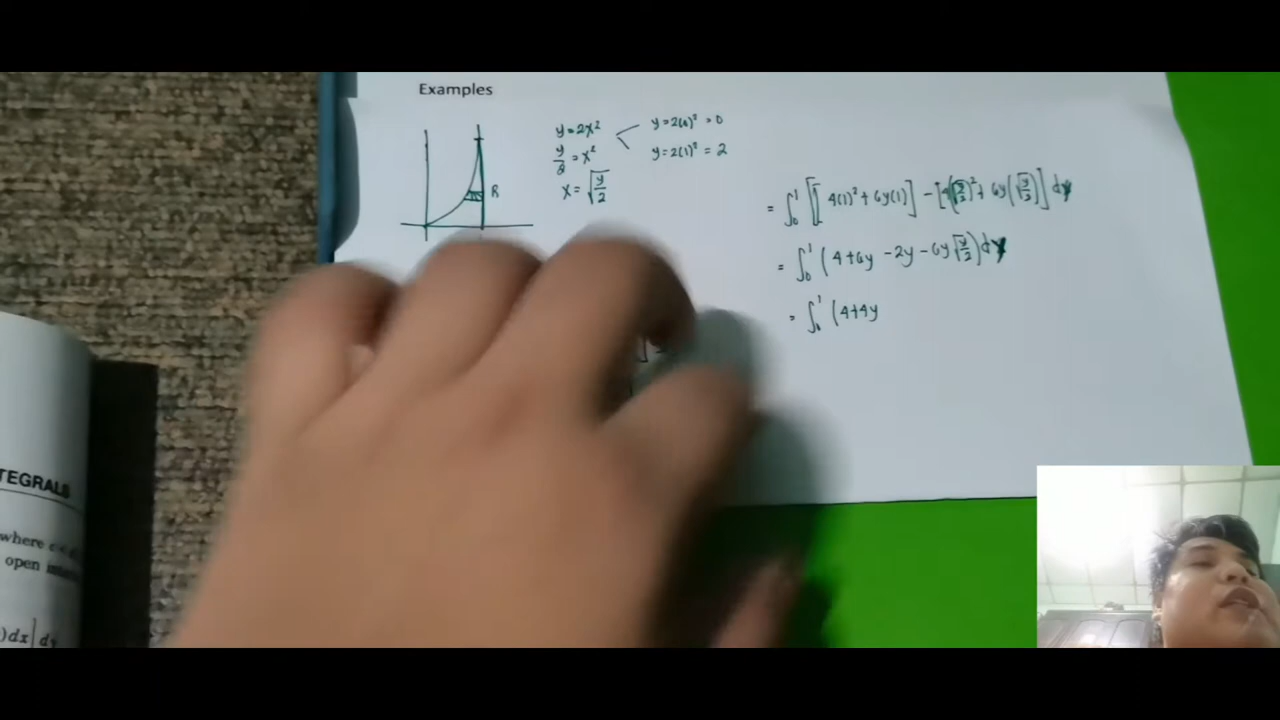 Examples
y=2x²
y=2(0)²=0
y/2=x²
y=2(1)²=2
x=√(y/2)
R
=∫₀¹[[4(1)²+6y(1)]-[4(√(y/2))²+6y(√(y/2))]dy
=∫₀¹(4+6y-2y-6y√(y/2))dy
=∫₀¹(4+4y
TEGRALS
where
open
)dx] dy